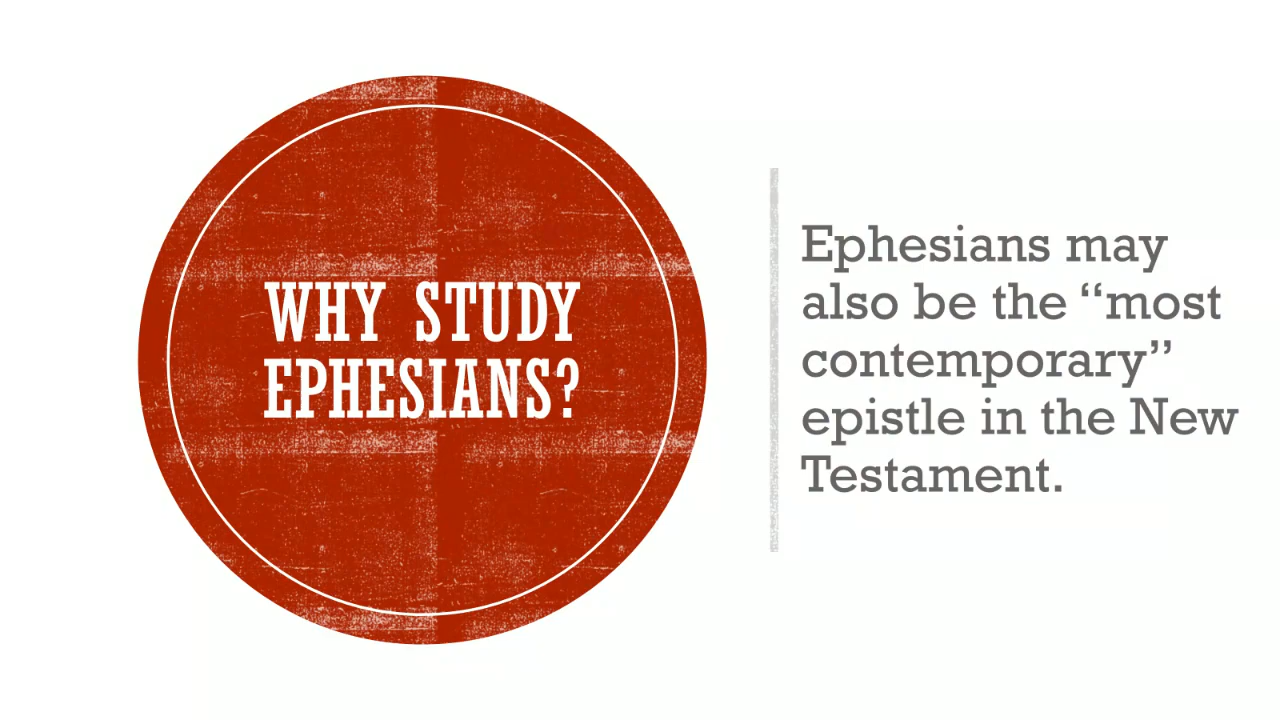 WHY STUDY
EPHESIANS?
Ephesians may
also be the “most
contemporary”
epistle in the New
Testament.